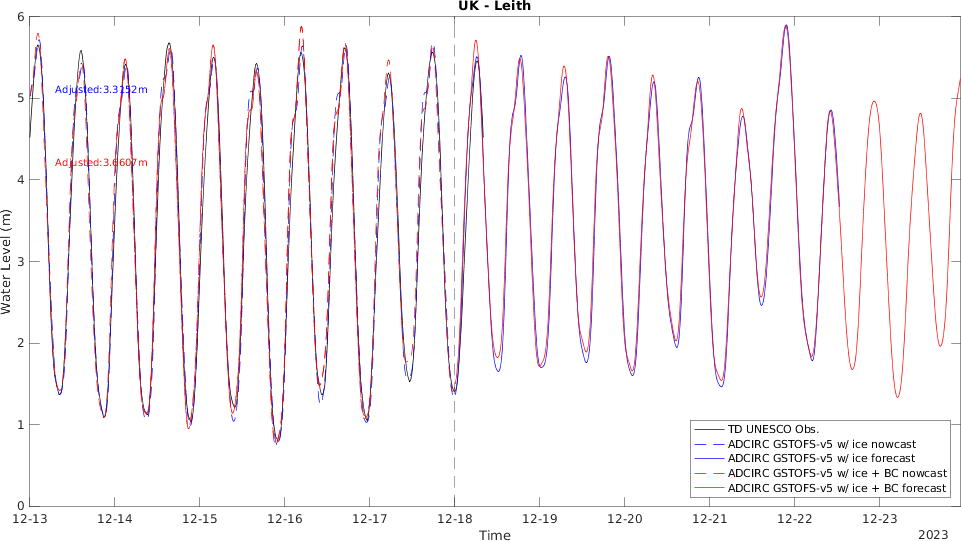 UK - Leith
6
5
4
3
2
1
0
Water Level (m)
Adjusted:3.3252m
Adjusted:3.6607m
TD UNESCO Obs.
ADCIRC GSTOFS-v5 w/ ice nowcast
ADCIRC GSTOFS-v5 w/ ice forecast
ADCIRC GSTOFS-v5 w/ ice + BC nowcast
ADCIRC GSTOFS-v5 w/ ice + BC forecast
12-13 12-14 12-15 12-16 12-17 12-18 12-19 12-20 12-21 12-22 12-23
Time
2023